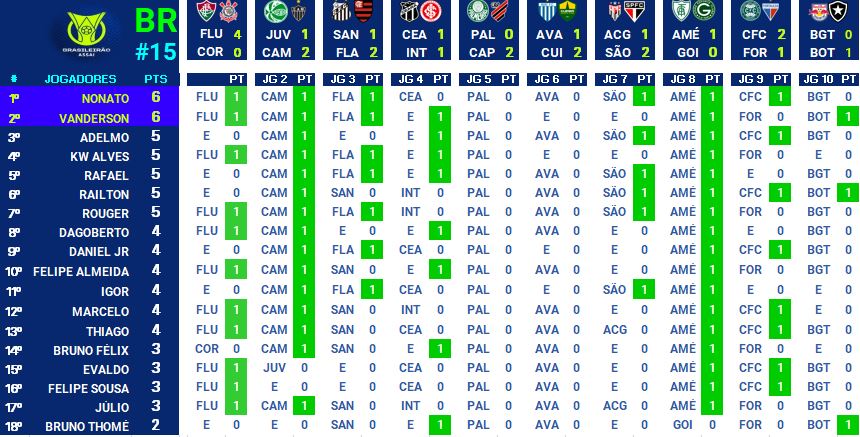 BRASILEIRÃO
ASSAÍ
BR
#15
FLU 4 JUV 1 SAN 1 CEA 1 PAL 0 AVA 1 ACG 1 AMÉ 1 CFC 2 BGT 0
COR 0 CAM 2 FLA 2 INT 1 CAP 2 CUI 2 SÃO 2 GOI 0 FOR 1 BOT 1
# JOGADORES PTS PT JG 2 PT JG 3 PT JG 4 PT JG 5 PT JG 6 PT JG 7 PT JG 8 PT JG 9 PT JG 10 PT
1º NONATO 6 FLU 1 CAM 1 FLA 1 CEA 0 PAL 0 AVA 0 SÃO 1 AMÉ 1 CFC 1 BGT 0
2º VANDERSON 6 FLU 1 CAM 1 FLA 1 E 1 PAL 0 AVA 0 E 0 AMÉ 1 FOR 0 BOT 1
3º ADELMO 5 E 0 CAM 1 E 0 E 1 PAL 0 AVA 0 SÃO 1 AMÉ 1 FOR 0 E 0
4º KW ALVES 5 FLU 1 CAM 1 FLA 1 E 1 PAL 0 E 0 E 0 AMÉ 1 FOR 0 E 0
5º RAFAEL 5 E 0 CAM 1 FLA 1 E 1 PAL 0 AVA 0 SÃO 1 AMÉ 1 E 0 BGT 0
6º RAILTON 5 E 0 CAM 1 SAN 0 INT 0 PAL 0 AVA 0 SÃO 1 AMÉ 1 CFC 1 BOT 1
7º ROUGER 5 FLU 1 CAM 1 FLA 1 INT 0 PAL 0 AVA 0 SÃO 1 AMÉ 1 FOR 0 BGT 0
8º DAGOBERTO 4 FLU 1 CAM 1 E 0 E 1 PAL 0 E 0 E 0 AMÉ 1 FOR 0 BGT 0
9º DANIEL JR 4 E 0 CAM 1 FLA 1 CEA 0 PAL 0 E 0 E 0 AMÉ 1 CFC 1 E 0
10º FELIPE ALMEIDA 4 FLU 1 CAM 1 SAN 0 E 1 PAL 0 AVA 0 E 0 AMÉ 1 FOR 0 BGT 0
11º IGOR 4 E 0 CAM 1 FLA 1 E 1 PAL 0 E 0 SÃO 1 AMÉ 1 E 0 E 0
12º MARCELO 4 FLU 1 CAM 1 SAN 0 INT 0 PAL 0 AVA 0 E 0 AMÉ 1 CFC 1 E 0
13º THIAGO 4 FLU 1 CAM 1 SAN 0 CEA 0 PAL 0 AVA 0 ACG 0 AMÉ 1 CFC 1 BGT 0
14º BRUNO FÉLIX 3 COR 0 CAM 1 SAN 0 E 1 PAL 0 AVA 0 E 0 AMÉ 1 FOR 0 E 0
15º EVALDO 3 FLU 1 JUV 0 E 0 CEA 0 PAL 0 AVA 0 E 0 AMÉ 1 CFC 1 BGT 0
16º FELIPE SOUSA 3 FLU 1 E 0 E 0 CEA 0 PAL 0 AVA 0 E 0 AMÉ 1 CFC 1 BGT 0
17º JÚLIO 3 FLU 1 CAM 1 SAN 0 INT 0 PAL 0 AVA 0 ACG 0 AMÉ 1 FOR 0 BGT 0
18º BRUNO THOMÉ 2 E 0 E 0 SAN 0 E 1 PAL 0 AVA 0 E 0 GOI 0 FOR 0 BOT 1